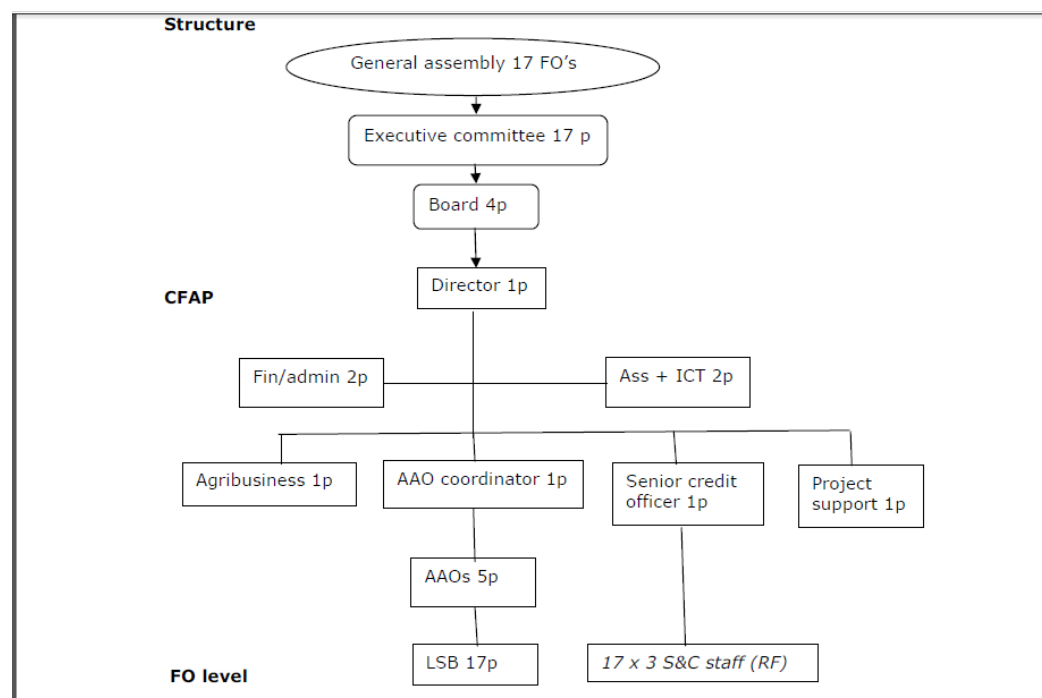 Structure
General assembly 17 FO’s
Executive committee 17 p
Board 4p
Director 1p
CFAP
Fin/admin 2p
Ass + ICT 2p
Agribusiness 1p
AAO coordinator 1p
Senior credit
officer 1p
Project
support 1p
AAOs 5p
LSB 17p
17 x 3 S&C staff (RF)
FO level